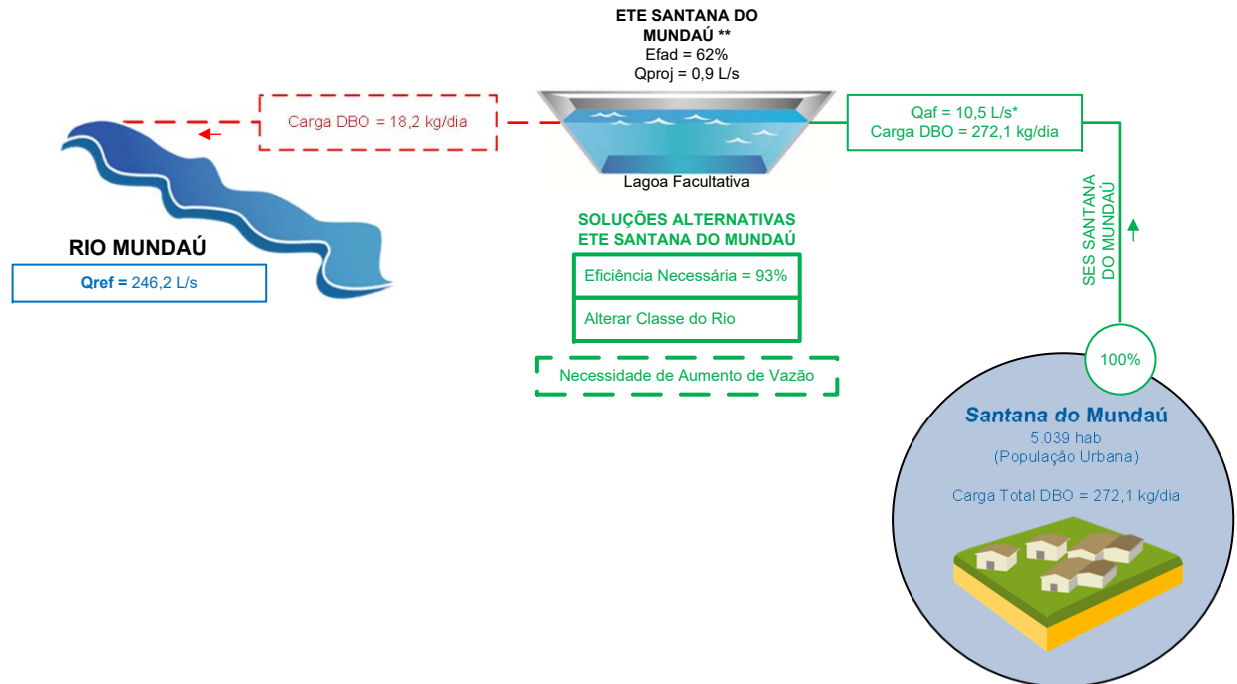 ETE SANTANA DO
MUNDAÚ **
Efad = 62%
Qproj = 0,9 L/s
Carga DBO = 18,2 kg/dia
Qaf = 10,5 L/s*
Carga DBO = 272,1 kg/dia
Lagoa Facultativa
RIO MUNDAÚ
Qref = 246,2 L/s
SOLUÇÕES ALTERNATIVAS
ETE SANTANA DO MUNDAÚ
Eficiência Necessária = 93%
Alterar Classe do Rio
Necessidade de Aumento de Vazão
SES SANTANA
DO MUNDAÚ
100%
Santana do Mundaú
5.039 hab
(População Urbana)
Carga Total DBO = 272,1 kg/dia